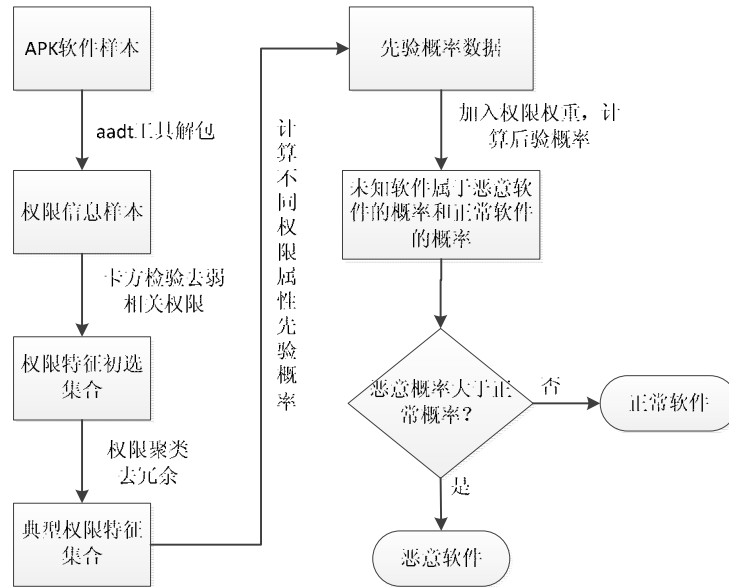 APK软件样本
aadt工具解包
权限信息样本
卡方检验去弱
相关权限
权限特征初选
集合
权限聚类
去冗余
典型权限特征
集合
计算不同权限属性先验概率
先验概率数据
加入权限权重，计
算后验概率
未知软件属于恶意软
件的概率和正常软件
的概率
恶意概率大于正
常概率？
否
正常软件
是
恶意软件